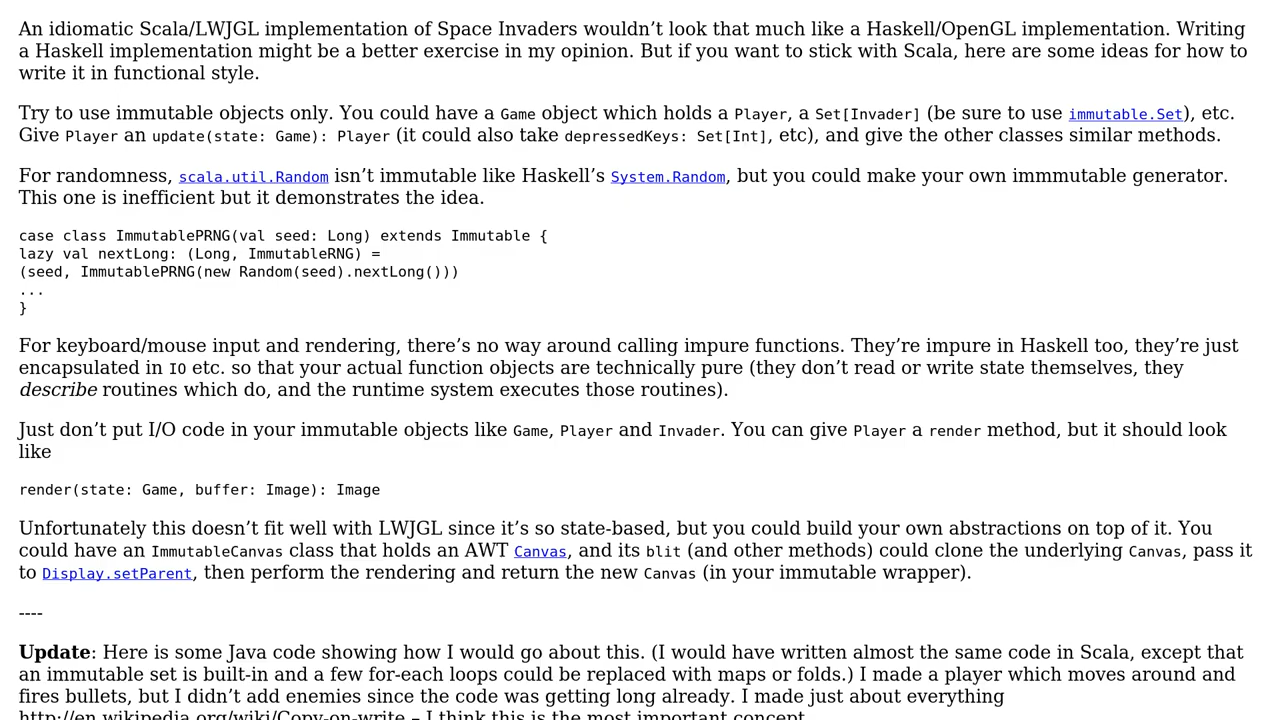 An idiomatic Scala/LWJGL implementation of Space Invaders wouldn’t look that much like a Haskell/OpenGL implementation. Writing
a Haskell implementation might be a better exercise in my opinion. But if you want to stick with Scala, here are some ideas for how to
write it in functional style.
Try to use immutable objects only. You could have a Game object which holds a Player, a Set[Invader] (be sure to use immutable.Set), etc.
Give Player an update(state: Game): Player (it could also take depressedKeys: Set[Int], etc), and give the other classes similar methods.
For randomness, scala.util.Random isn’t immutable like Haskell’s System.Random, but you could make your own immmutable generator.
This one is inefficient but it demonstrates the idea.
case class ImmutablePRNG(val seed: Long) extends Immutable {
lazy val nextLong: (Long, ImmutableRNG) =
(seed, ImmutablePRNG(new Random(seed).nextLong()))
...
}
For keyboard/mouse input and rendering, there’s no way around calling impure functions. They’re impure in Haskell too, they’re just
encapsulated in IO etc. so that your actual function objects are technically pure (they don’t read or write state themselves, they
describe routines which do, and the runtime system executes those routines).
Just don’t put I/O code in your immutable objects like Game, Player and Invader. You can give Player a render method, but it should look
like
render(state: Game, buffer: Image): Image
Unfortunately this doesn’t fit well with LWJGL since it’s so state-based, but you could build your own abstractions on top of it. You
could have an ImmutableCanvas class that holds an AWT Canvas, and its blit (and other methods) could clone the underlying Canvas, pass it
to Display.setParent, then perform the rendering and return the new Canvas (in your immutable wrapper).
----
Update: Here is some Java code showing how I would go about this. (I would have written almost the same code in Scala, except that
an immutable set is built-in and a few for-each loops could be replaced with maps or folds.) I made a player which moves around and
fires bullets, but I didn’t add enemies since the code was getting long already. I made just about everything
http://en.wikipedia.org/wiki/Copy-on-write – I think this is the most important concept.